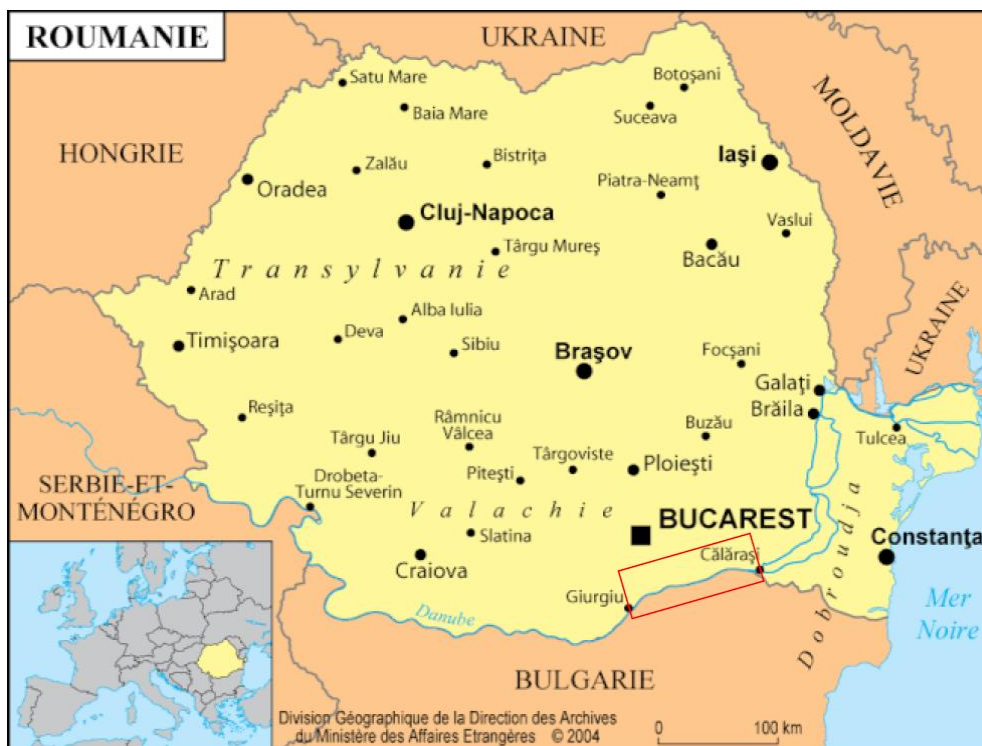 ROUMANIE
UKRAINE
MOLDAVIE
HONGRIE
Satu Mare
Botoşani
Baia Mare
Suceava
Iaşi
Zalău
Bistriţa
Oradea
Piatra-Neamţ
Cluj-Napoca
Vaslui
Târgu Mureş
Bacău
Transylvanie
Arad
UKRAINE
Alba Iulia
Timişoara
Deva
Sibiu
Braşov
Focşani
Galaţi
Reşiţa
Brăila
Râmnicu
Vâlcea
Buzău
Tulcea
Târgu Jiu
Târgoviste
Ploieşti
SERBIE-ET-
MONTÉNÉGRO
Drobeta-
Turnu Severin
Piteşti
Valachie
BUCAREST
Slatina
Dobroudja
Constanţa
Craiova
Călăraşi
Giurgiu
Danube
Mer
Noire
BULGARIE
Division Géographique de la Direction des Archives
du Ministère des Affaires Etrangères © 2004
0 100 km